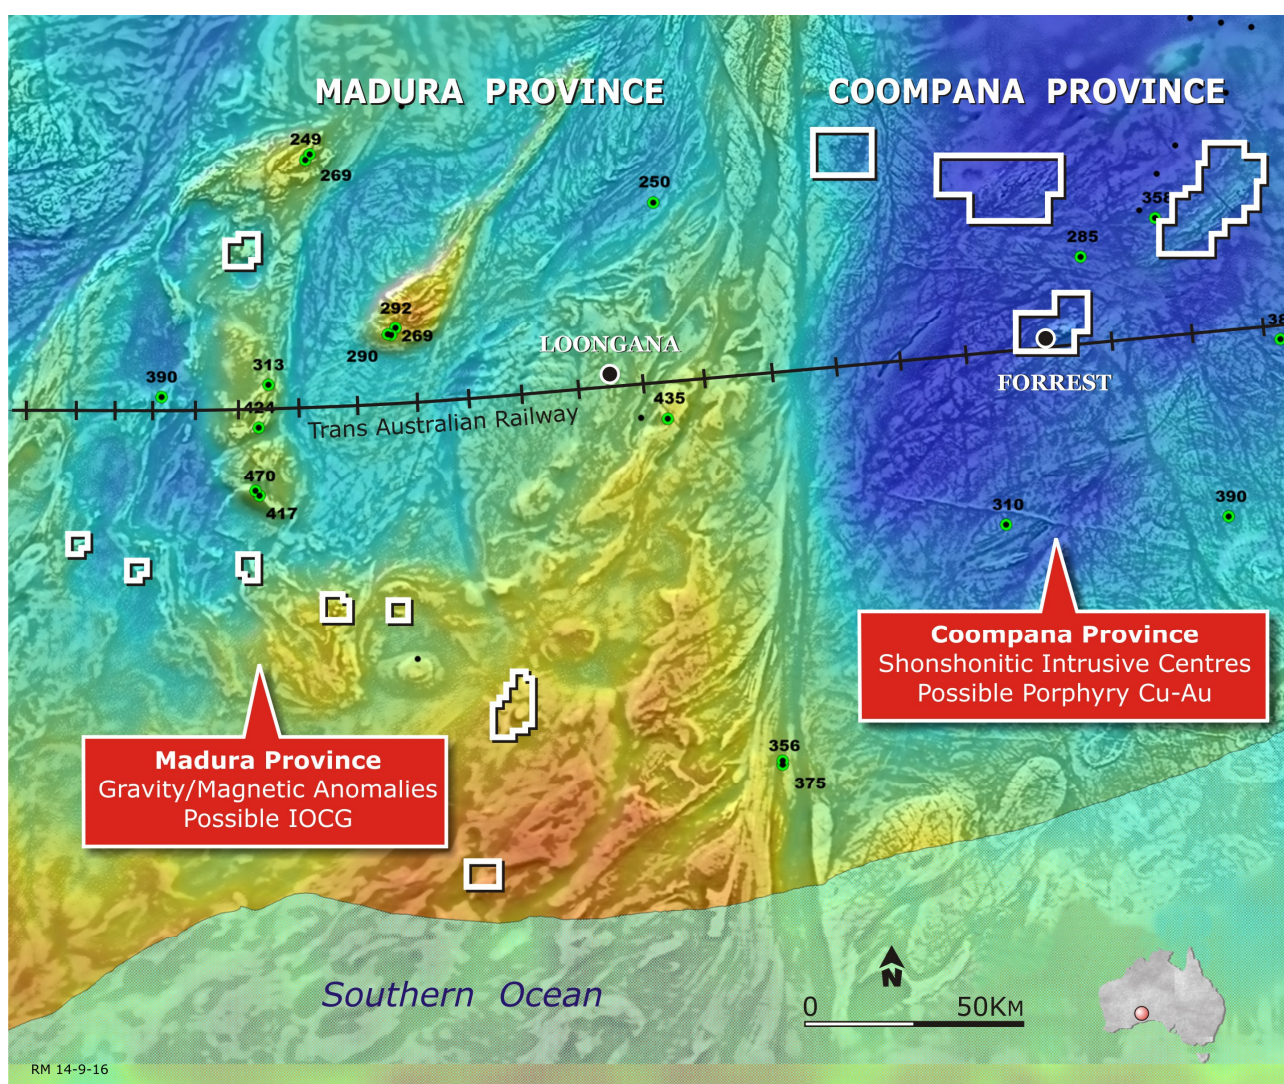 MADURA PROVINCE
COOMPANA PROVINCE
249
269
250
358
285
292
269
290
LOONGANA
FORREST
313
390
424
435
Trans Australian Railway
470
417
310
390
Coompana Province
Shonshonitic Intrusive Centres
Possible Porphyry Cu-Au
Madura Province
Gravity/Magnetic Anomalies
Possible IOCG
356
375
Southern Ocean
N
0
50KM
RM 14-9-16